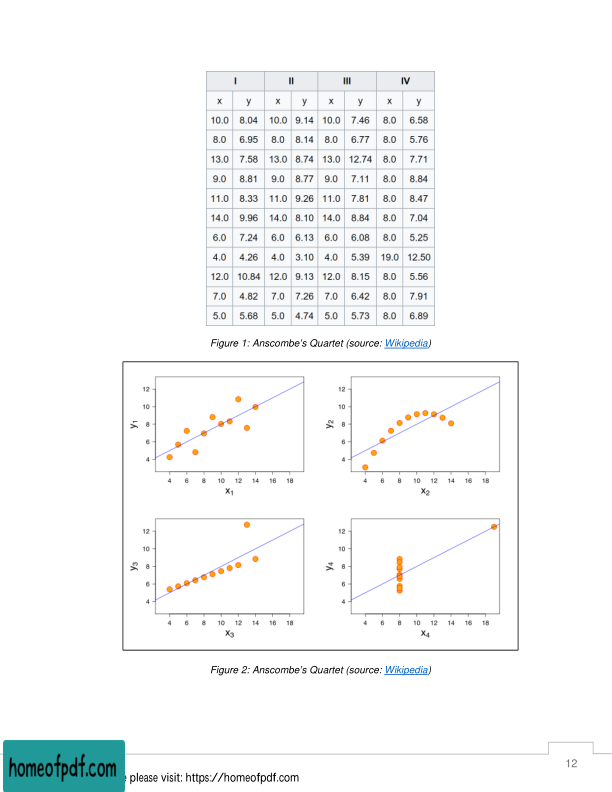 I II III IV
x y x y x y x y
10.0 8.04 10.0 9.14 10.0 7.46 8.0 6.58
8.0 6.95 8.0 8.14 8.0 6.77 8.0 5.76
13.0 7.58 13.0 8.74 13.0 12.74 8.0 7.71
9.0 8.81 9.0 8.77 9.0 7.11 8.0 8.84
11.0 8.33 11.0 9.26 11.0 7.81 8.0 8.47
14.0 9.96 14.0 8.10 14.0 8.84 8.0 7.04
6.0 7.24 6.0 6.13 6.0 6.08 8.0 5.25
4.0 4.26 4.0 3.10 4.0 5.39 19.0 12.50
12.0 10.84 12.0 9.13 12.0 8.15 8.0 5.56
7.0 4.82 7.0 7.26 7.0 6.42 8.0 7.91
5.0 5.68 5.0 4.74 5.0 5.73 8.0 6.89
Figure 1: Anscombe's Quartet (source: Wikipedia)
12
10
8
6
4
y1
4 6 8 10 12 14 16 18
x1
12
10
8
6
4
y2
4 6 8 10 12 14 16 18
x2
12
10
8
6
4
y3
4 6 8 10 12 14 16 18
x3
12
10
8
6
4
y4
4 6 8 10 12 14 16 18
x4
Figure 2: Anscombe's Quartet (source: Wikipedia)
12
homeofpdf.com
please visit: https://homeofpdf.com